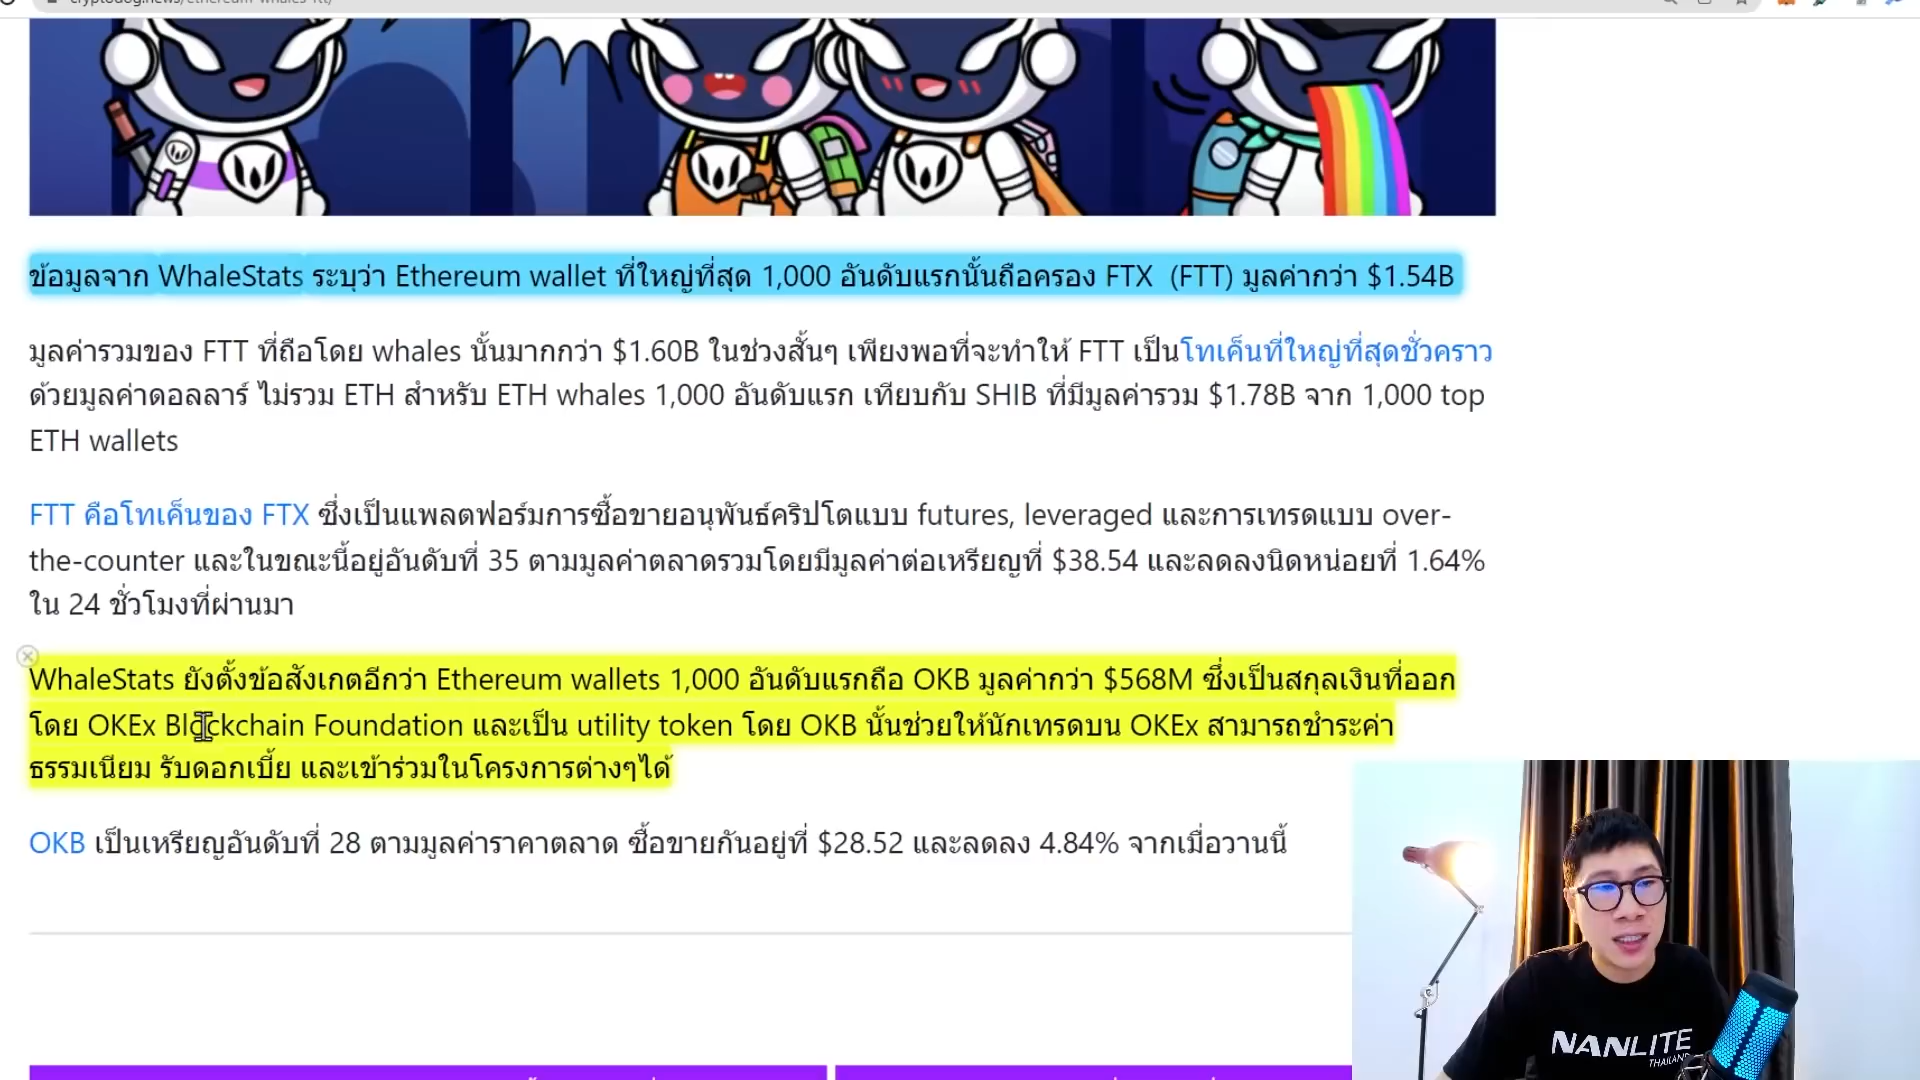 cryptodog.news/ethereum-whales-ftt/
ข้อมูลจาก WhaleStats ระบุว่า Ethereum wallet ที่ใหญ่ที่สุด 1,000 อันดับแรกนั้นถือครอง FTX (FTT) มูลค่ากว่า $1.54B
มูลค่ารวมของ FTT ที่ถือโดย whales นั้นมากกว่า $1.60B ในช่วงสั้นๆ เพียงพอที่จะทำให้ FTT เป็นโทเค็นที่ใหญ่ที่สุดชั่วคราว
ด้วยมูลค่าดอลลาร์ ไม่รวม ETH สำหรับ ETH whales 1,000 อันดับแรก เทียบกับ SHIB ที่มีมูลค่ารวม $1.78B จาก 1,000 top
ETH wallets
FTT คือโทเค็นของ FTX ซึ่งเป็นแพลตฟอร์มการซื้อขายอนุพันธ์คริปโตแบบ futures, leveraged และการเทรดแบบ over-
the-counter และในขณะนี้อยู่อันดับที่ 35 ตามมูลค่าตลาดรวมโดยมีมูลค่าต่อเหรียญที่ $38.54 และลดลงนิดหน่อยที่ 1.64%
ใน 24 ชั่วโมงที่ผ่านมา
WhaleStats ยังตั้งข้อสังเกตอีกว่า Ethereum wallets 1,000 อันดับแรกถือ OKB มูลค่ากว่า $568M ซึ่งเป็นสกุลเงินที่ออก
โดย OKEx Blockchain Foundation และเป็น utility token โดย OKB นั้นช่วยให้นักเทรดบน OKEx สามารถชำระค่า
ธรรมเนียม รับดอกเบี้ย และเข้าร่วมในโครงการต่างๆได้
OKB เป็นเหรียญอันดับที่ 28 ตามมูลค่าราคาตลาด ซื้อขายกันอยู่ที่ $28.52 และลดลง 4.84% จากเมื่อวานนี้
NANLITE
THAILAND